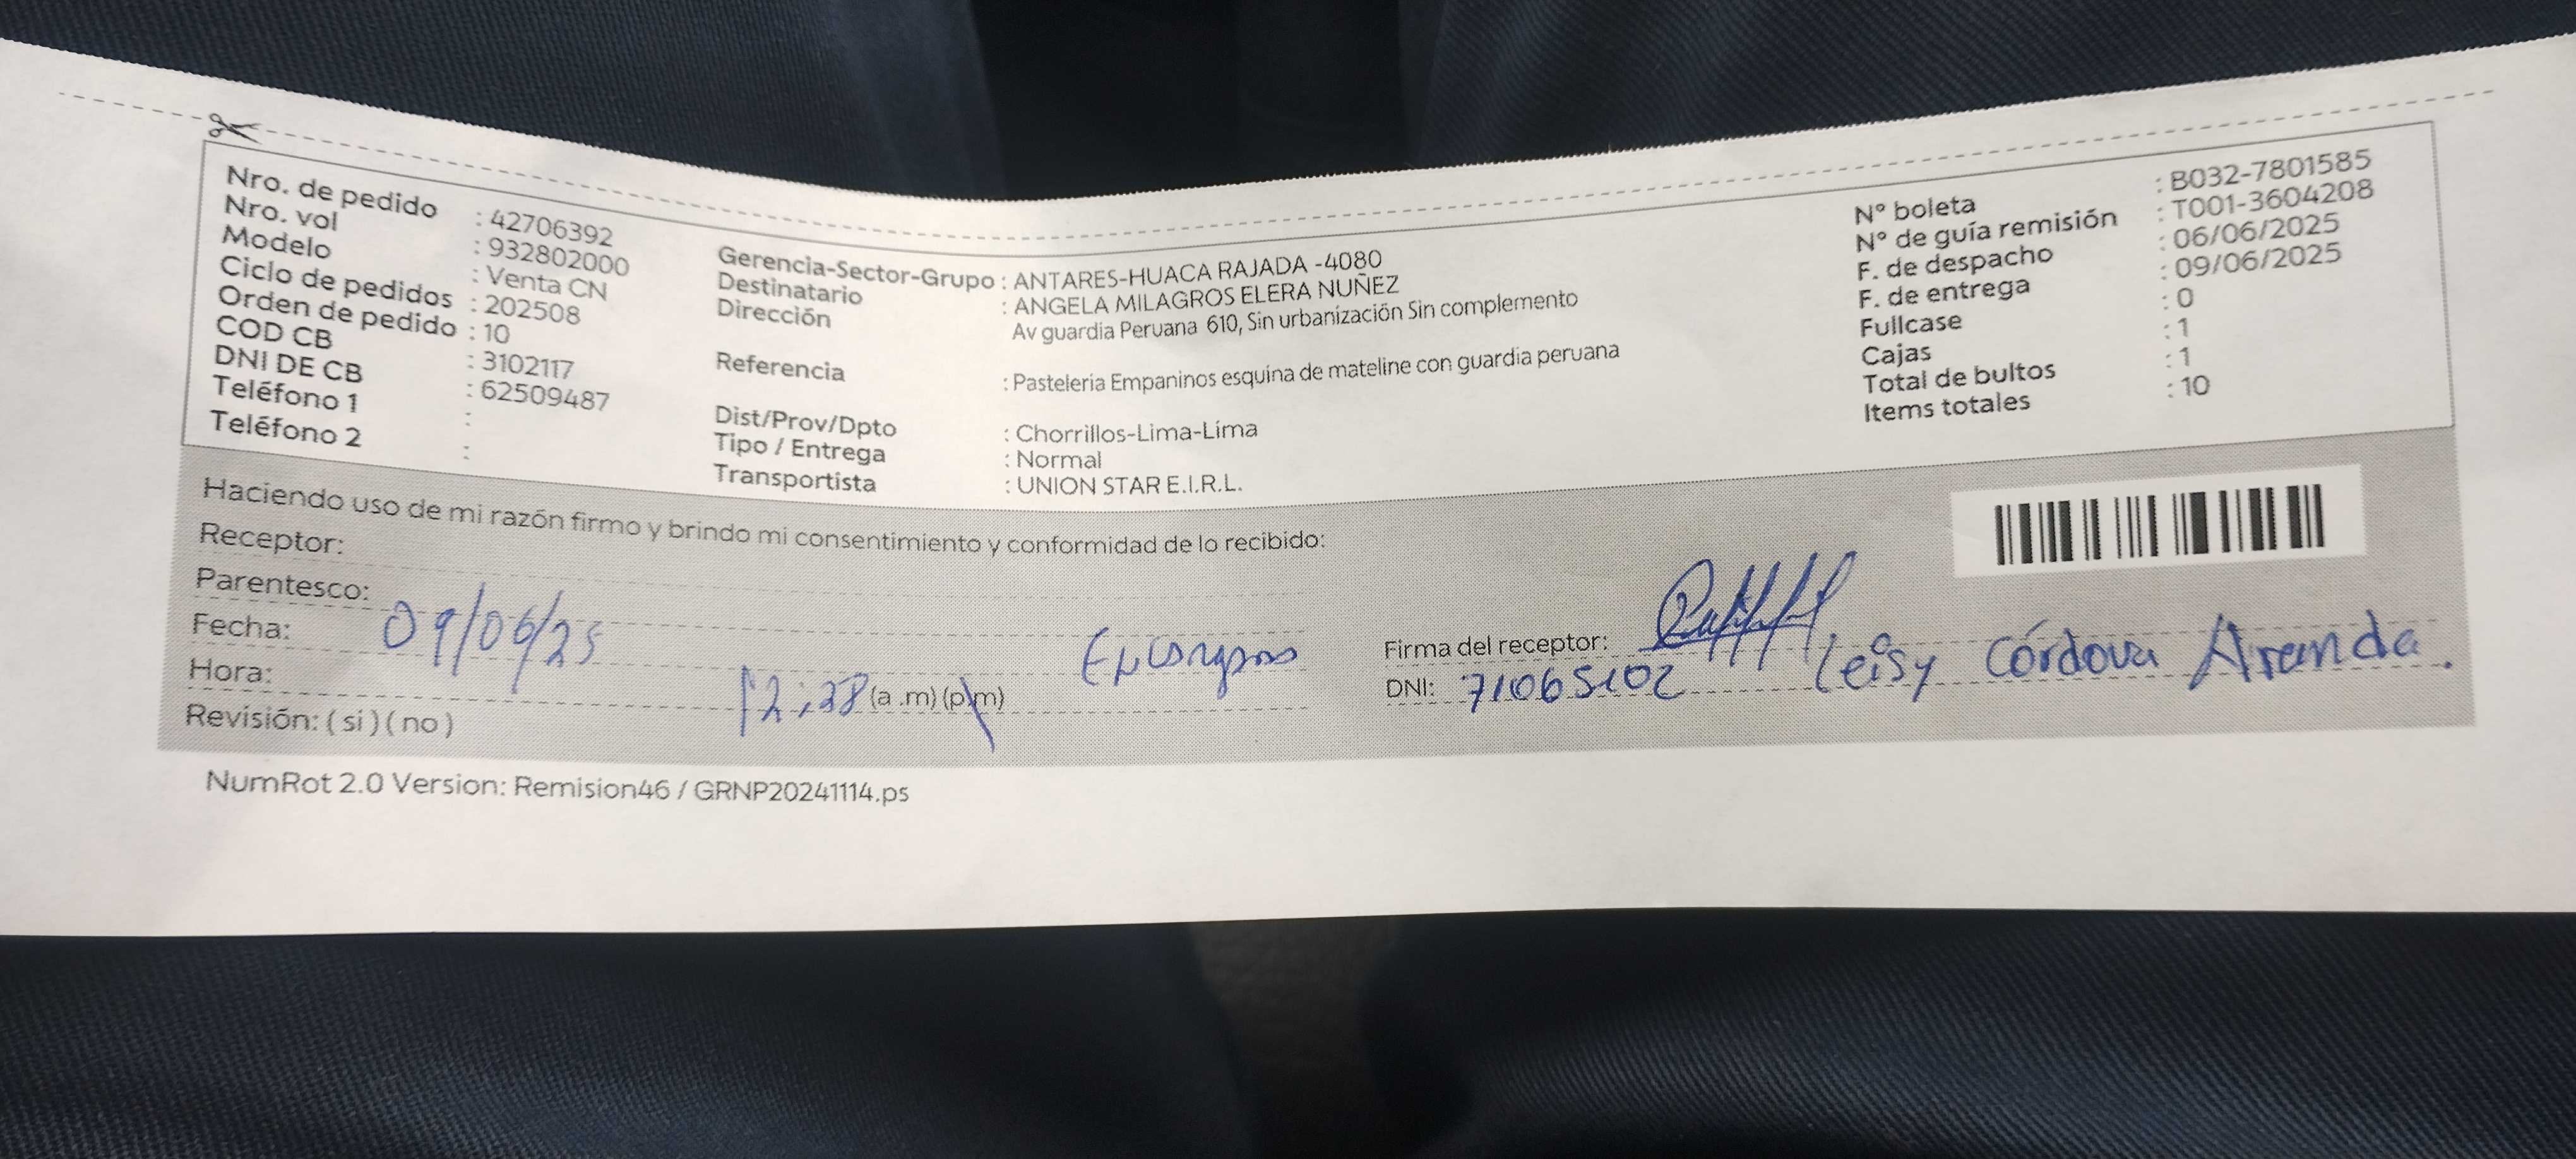 Nro. de pedido : 42706392
Nro. vol : 932802000
Modelo : Venta CN
Ciclo de pedidos : 202508
Orden de pedido : 10
COD CB : 3102117
DNI DE CB : 62509487
Teléfono 1 :
Teléfono 2 :
Gerencia-Sector-Grupo : ANTARES-HUACA RAJADA -4080
Destinatario : ANGELA MILAGROS ELERA NUÑEZ
Dirección Av guardia Peruana 610, Sin urbanización Sin complemento
Referencia : Pasteleria Empaninos esquina de mateline con guardia peruana
Dist/Prov/Dpto : Chorrillos-Lima-Lima
Tipo / Entrega : Normal
Transportista : UNION STAR E.I.R.L.
N° boleta : B032-7801585
N° de guía remisión : T001-3604208
F. de despacho : 06/06/2025
F. de entrega : 09/06/2025
Fullcase : 0
Cajas : 1
Total de bultos : 1
Items totales : 10
Haciendo uso de mi razón firmo y brindo mi consentimiento y conformidad de lo recibido:
Receptor:
Parentesco:
Fecha: 09/06/25
Hora: 12:28 (a .m) (p.m)
Revisión: ( si ) ( no )
Firma del receptor: Leisy Córdova Aranda.
DNI: 71065102
NumRot 2.0 Version: Remision46 / GRNP20241114.ps